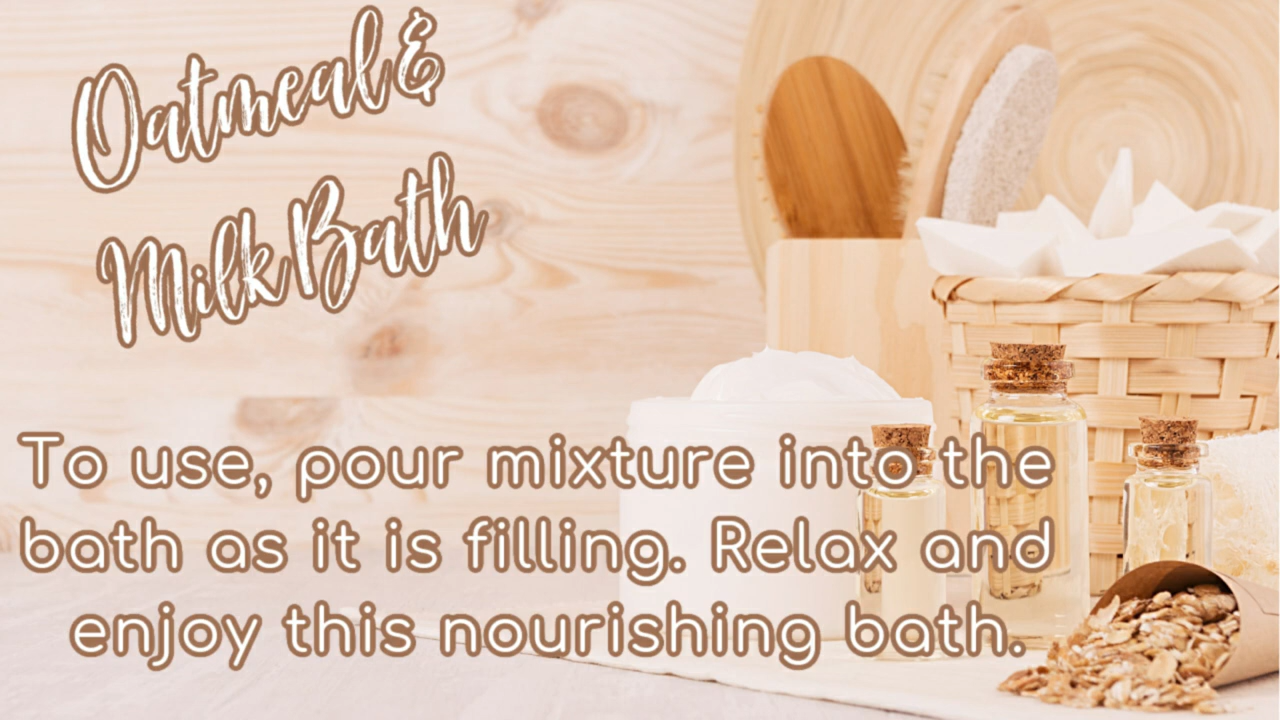 Oatmeal &
Milk Bath
To use, pour mixture into the
bath as it is filling. Relax and
enjoy this nourishing bath.